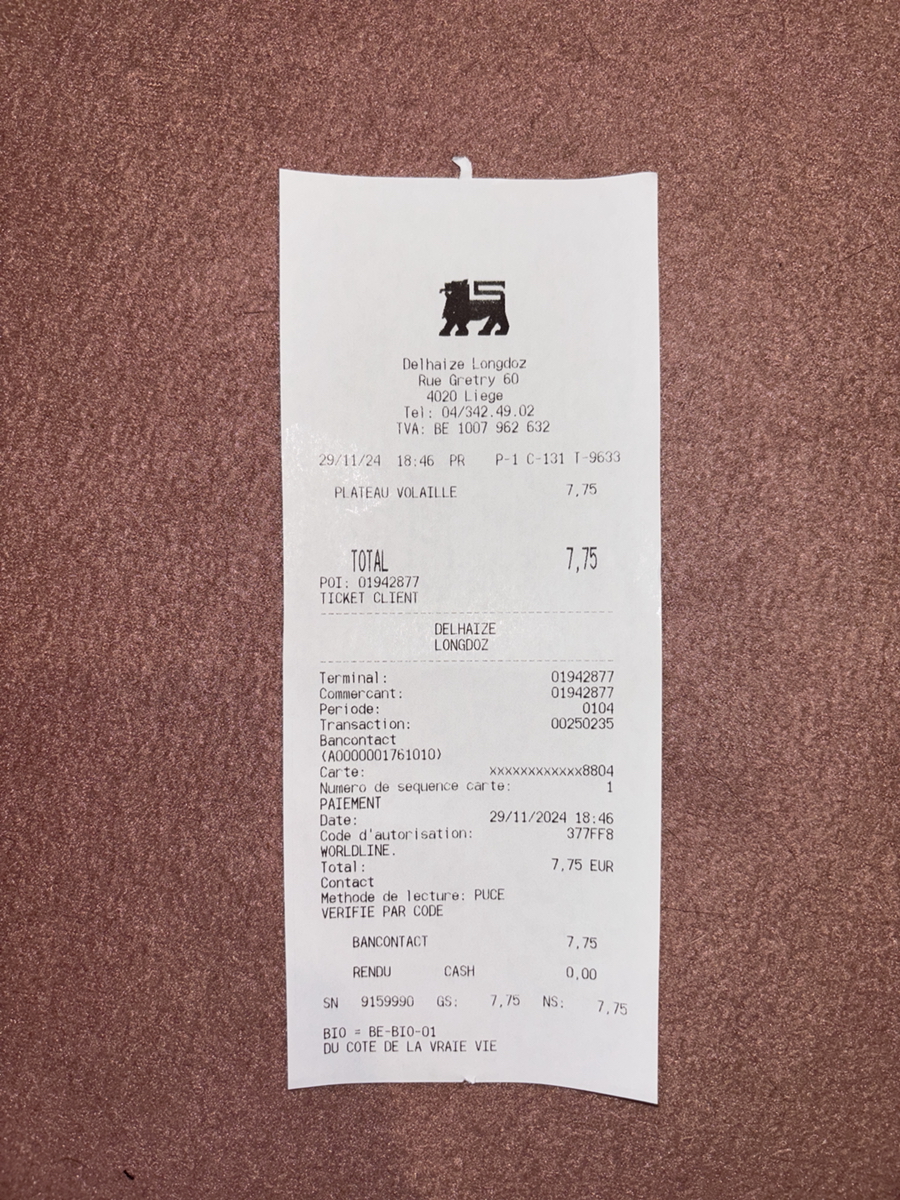 Delhaize Longdoz
Rue Gretry 60
4020 Liege
Tel: 04/342.49.02
TVA: BE 1007 962 632
29/11/24 18:46 PR P-1 C-131 T-9633
PLATEAU VOLAILLE 7,75
TOTAL 7,75
POI: 01942877
TICKET CLIENT
DELHAIZE
LONGDOZ
Terminal: 01942877
Commercant: 01942877
Periode: 0104
Transaction: 00250235
Bancontact
(A0000001761010)
Carte: xxxxxxxxxxxx8804
Numero de sequence carte: 1
PAIEMENT
Date: 29/11/2024 18:46
Code d'autorisation: 377FF8
WORLDLINE.
Total: 7,75 EUR
Contact
Methode de lecture: PUCE
VERIFIE PAR CODE
BANCONTACT 7,75
RENDU CASH 0,00
SN 9159990 GS: 7,75 NS: 7,75
BIO = BE-BIO-01
DU COTE DE LA VRAIE VIE